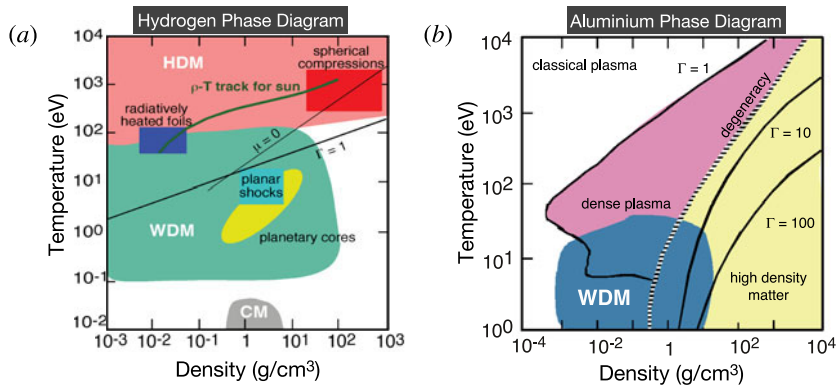 (a)
Hydrogen Phase Diagram
Temperature (eV)
10⁴
10³
10²
10¹
10⁰
10⁻¹
10⁻²
HDM
spherical
compressions
ρ-T track for sun
radiatively
heated foils
μ=0
Γ = 1
planar
shocks
WDM
planetary cores
CM
10⁻³
10⁻²
10⁻¹
10⁰
10¹
10²
10³
Density (g/cm³)
(b)
Aluminium Phase Diagram
Temperature (eV)
10⁴
10³
10²
10¹
10⁰
classical plasma
Γ = 1
degeneracy
Γ = 10
dense plasma
Γ = 100
WDM
high density
matter
10⁻⁴
10⁻²
1
10²
10⁴
Density (g/cm³)